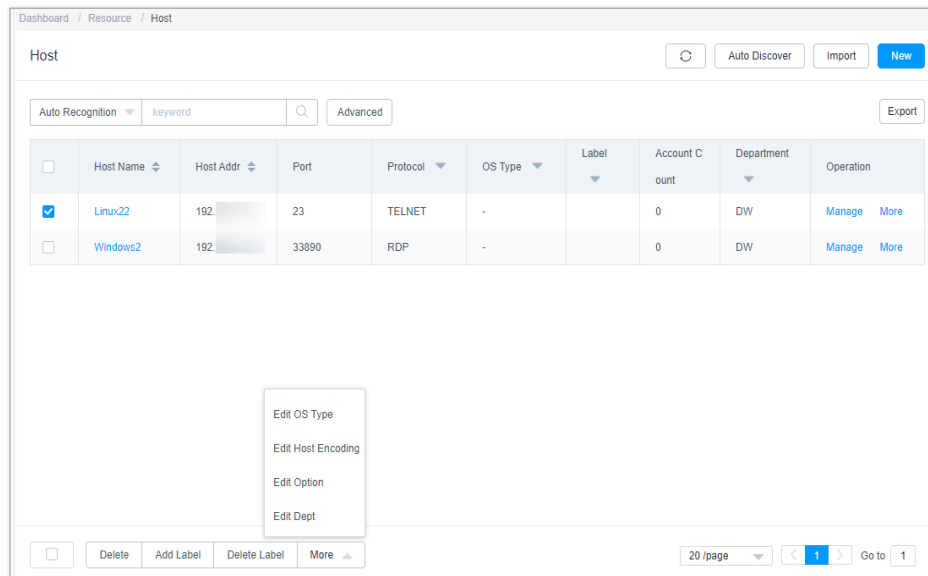 Dashboard / Resource / Host
Host
Auto Discover
Import
New
Auto Recognition
keyword
Advanced
Export
Host Name
Host Addr
Port
Protocol
OS Type
Label
Account C
ount
Department
Operation
Linux22
192.
23
TELNET
-
0
DW
Manage
More
Windows2
192.
33890
RDP
-
0
DW
Manage
More
Edit OS Type
Edit Host Encoding
Edit Option
Edit Dept
Delete
Add Label
Delete Label
More
20 /page
1
Go to
1